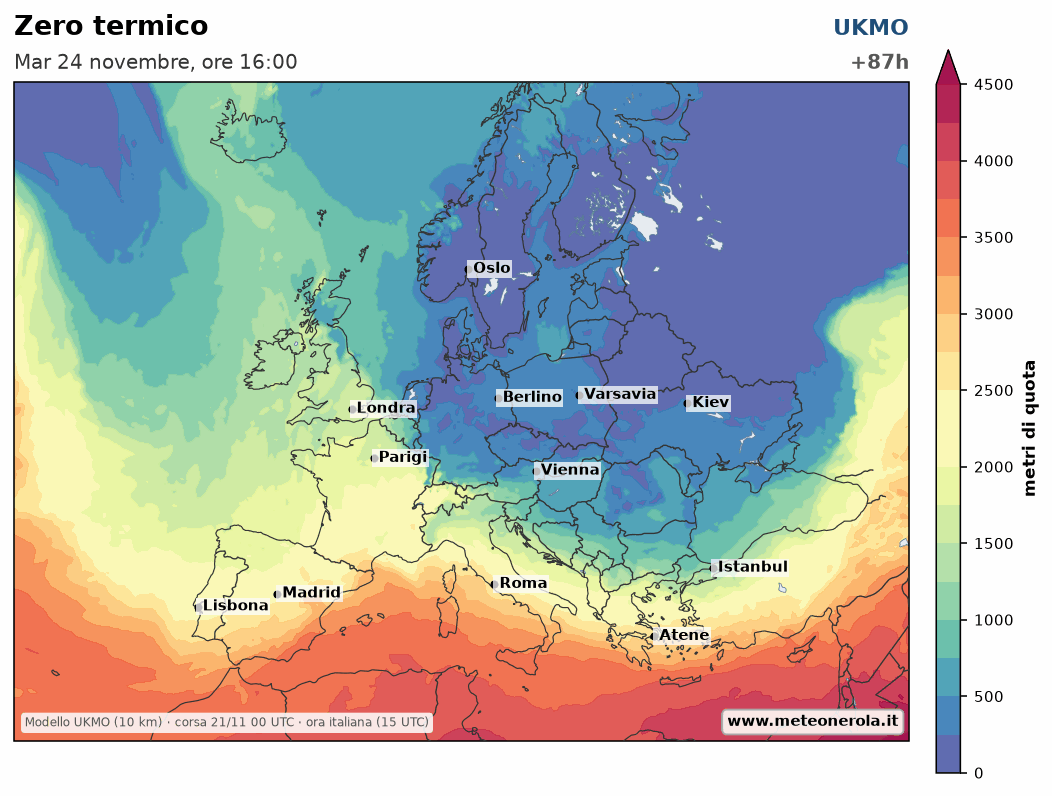 Zero termico
UKMO
Mar 24 novembre, ore 16:00
+87h
4500
4000
3500
3000
2500
2000
1500
1000
500
0
metri di quota
Oslo
Berlino
Varsavia
Kiev
Londra
Parigi
Vienna
Istanbul
Roma
Madrid
Lisbona
Atene
Modello UKMO (10 km) · corsa 21/11 00 UTC · ora italiana (15 UTC)
www.meteonerola.it